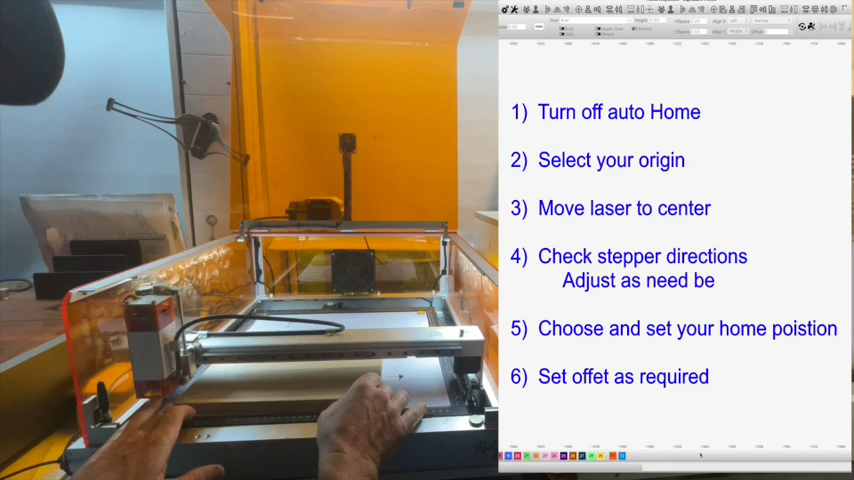 1) Turn off auto Home
2) Select your origin
3) Move laser to center
4) Check stepper directions
Adjust as need be
5) Choose and set your home poistion
6) Set offet as required